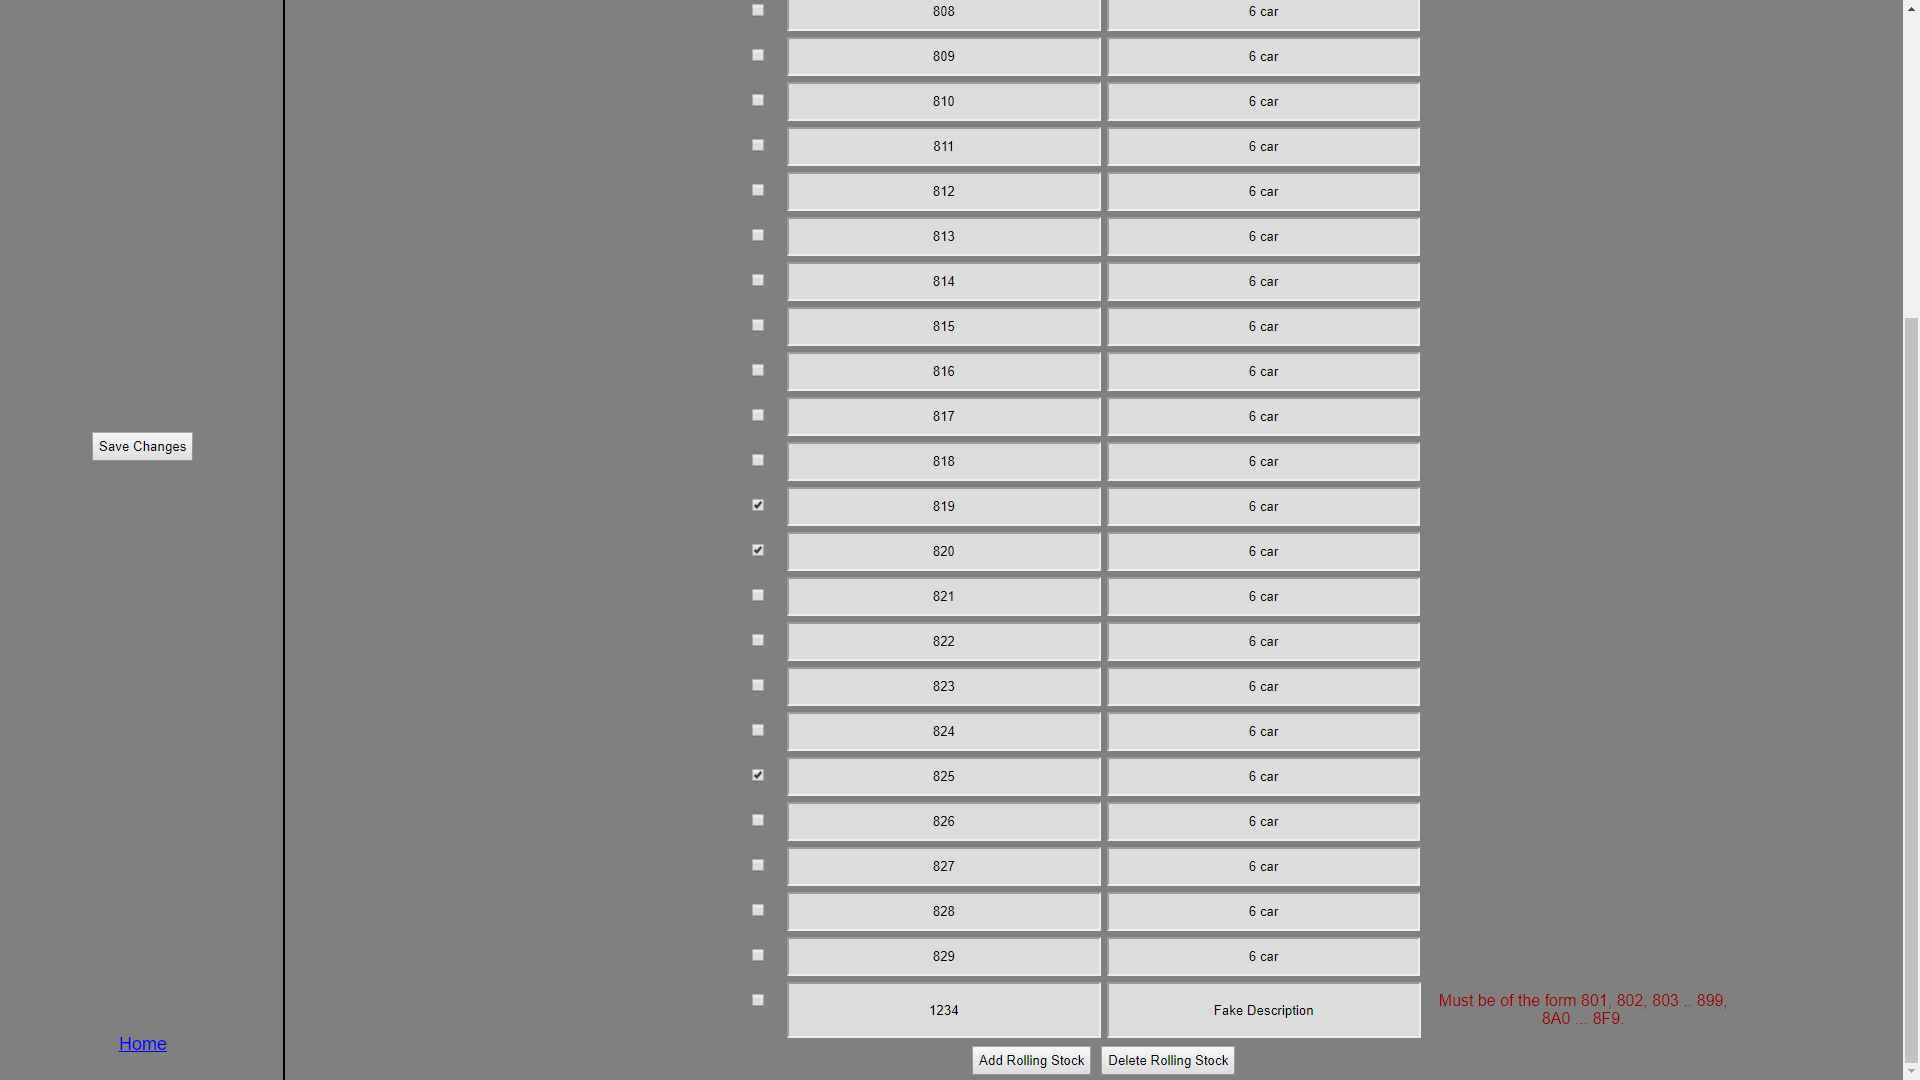 808 6 car
809 6 car
810 6 car
811 6 car
812 6 car
813 6 car
814 6 car
815 6 car
816 6 car
817 6 car
Save Changes
818 6 car
819 6 car
820 6 car
821 6 car
822 6 car
823 6 car
824 6 car
825 6 car
826 6 car
827 6 car
828 6 car
829 6 car
1234 Fake Description
Must be of the form 801, 802, 803 .. 899,
8A0 ... 8F9.
Home
Add Rolling Stock Delete Rolling Stock